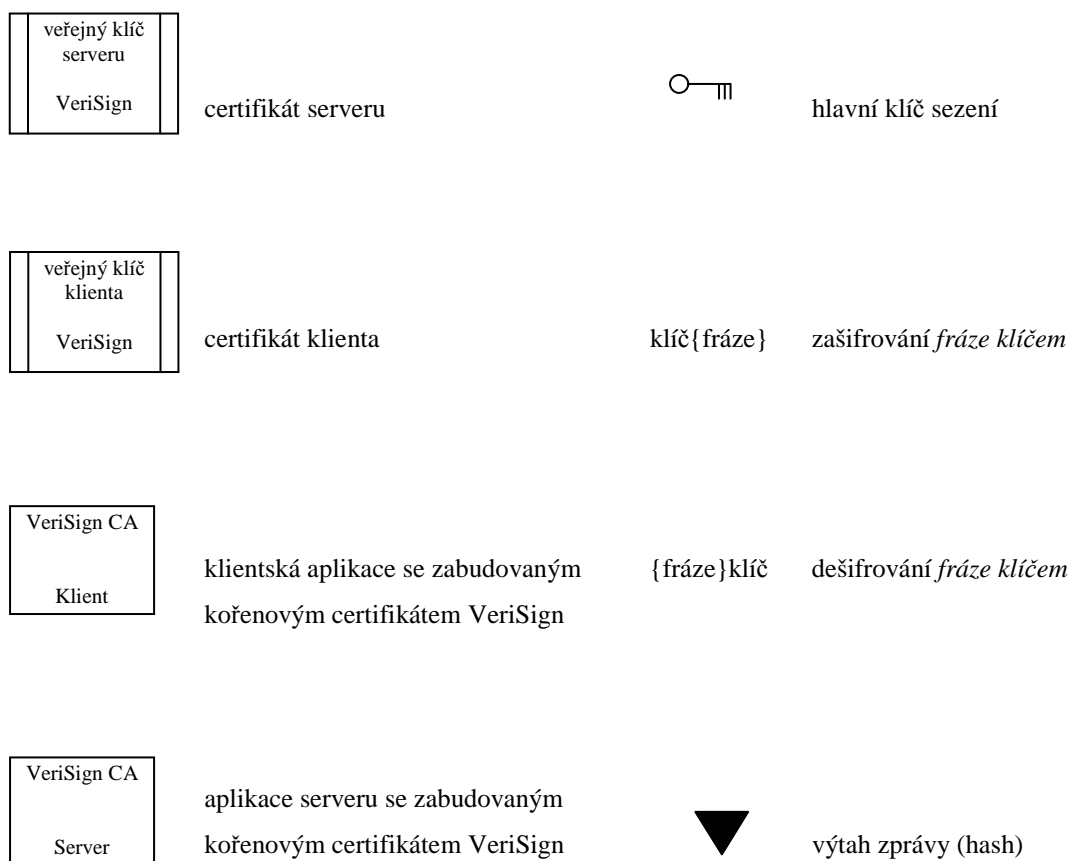 veřejný klíč
serveru
VeriSign
certifikát serveru
hlavní klíč sezení
veřejný klíč
klienta
VeriSign
certifikát klienta
klíč{fráze}
zašifrování fráze klíčem
VeriSign CA
Klient
klientská aplikace se zabudovaným
kořenovým certifikátem VeriSign
{fráze}klíč
dešifrování fráze klíčem
VeriSign CA
Server
aplikace serveru se zabudovaným
kořenovým certifikátem VeriSign
výtah zprávy (hash)